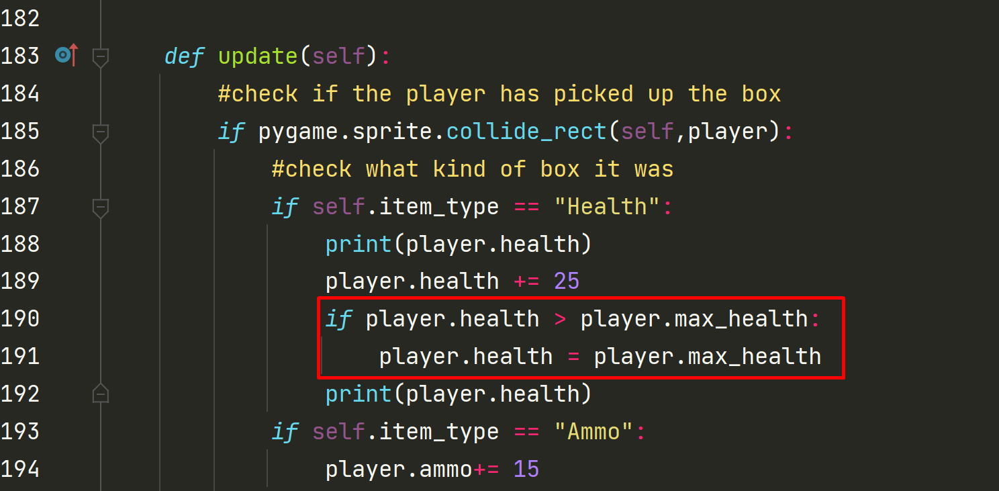 182
183 def update(self):
184 #check if the player has picked up the box
185 if pygame.sprite.collide_rect(self,player):
186 #check what kind of box it was
187 if self.item_type == "Health":
188 print(player.health)
189 player.health += 25
190 if player.health > player.max_health:
191 player.health = player.max_health
192 print(player.health)
193 if self.item_type == "Ammo":
194 player.ammo+= 15